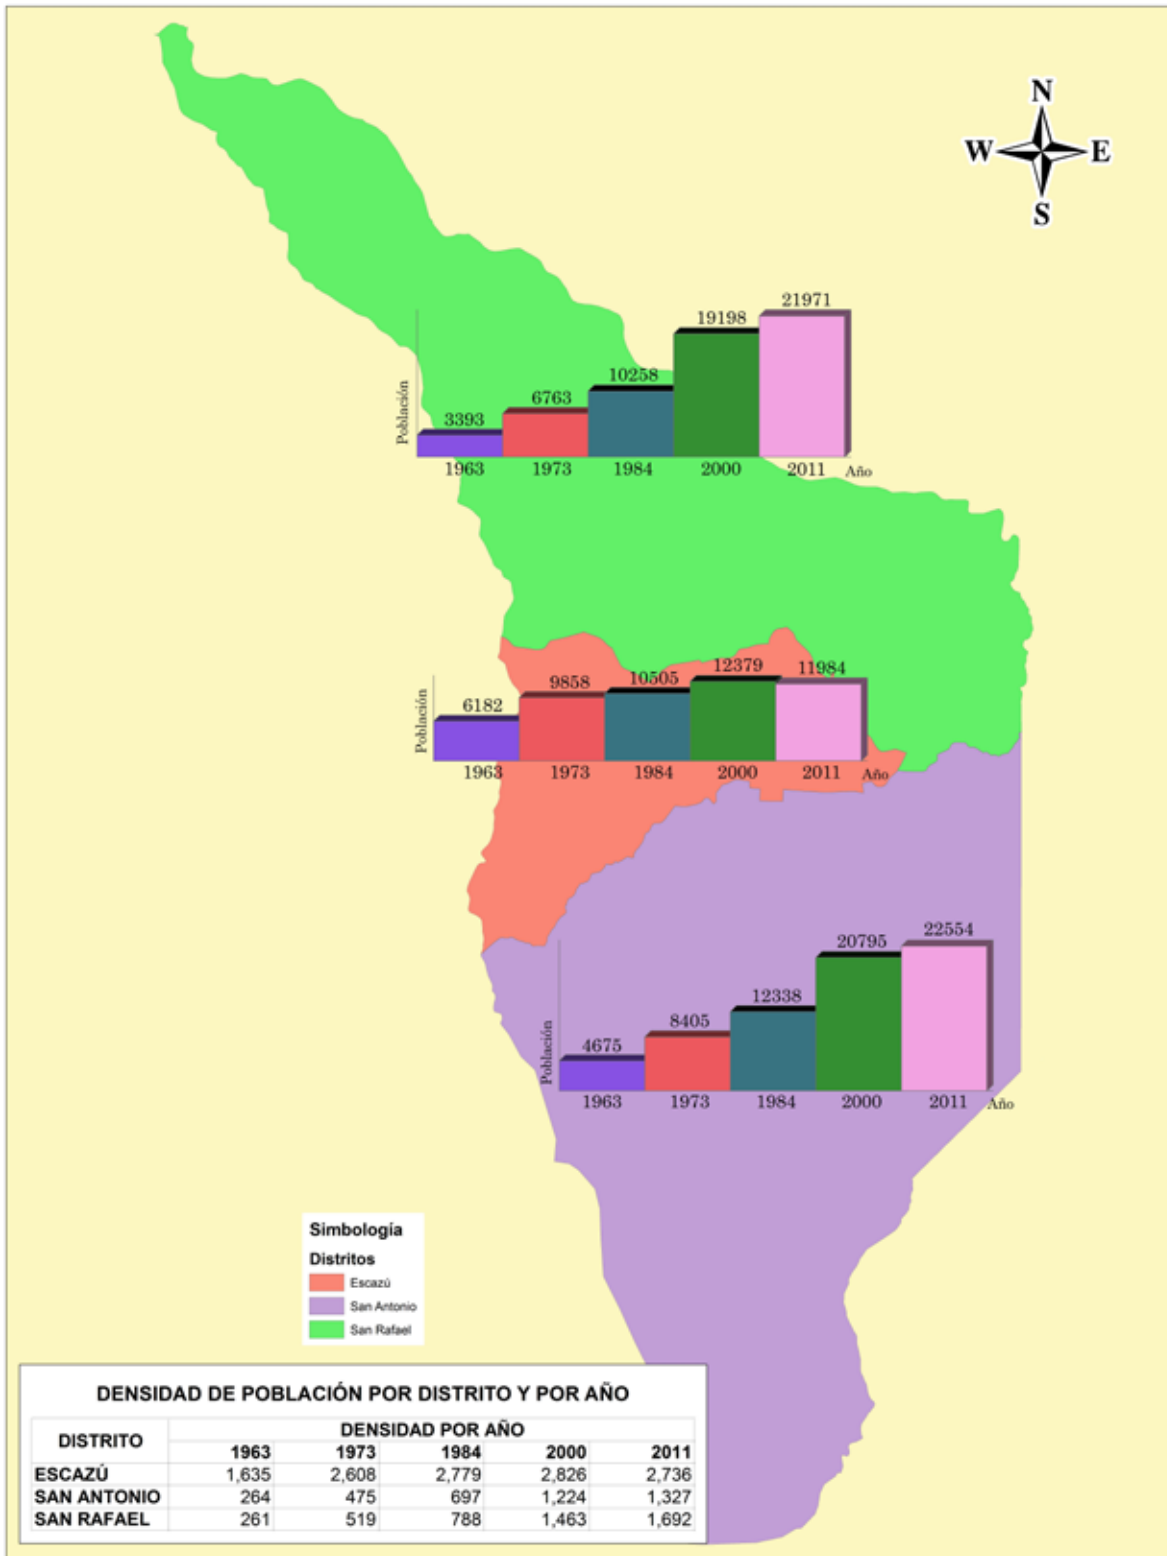 N
W E
S
21971
19198
10258
6763
3393
Población
1963 1973 1984 2000 2011 Año
12379
11984
10505
9858
6182
Población
1963 1973 1984 2000 2011 Año
22554
20795
12338
8405
4675
Población
1963 1973 1984 2000 2011 Año
Simbología
Distritos
Escazú
San Antonio
San Rafael
DENSIDAD DE POBLACIÓN POR DISTRITO Y POR AÑO
DISTRITO DENSIDAD POR AÑO
1963 1973 1984 2000 2011
ESCAZÚ 1,635 2,608 2,779 2,826 2,736
SAN ANTONIO 264 475 697 1,224 1,327
SAN RAFAEL 261 519 788 1,463 1,692